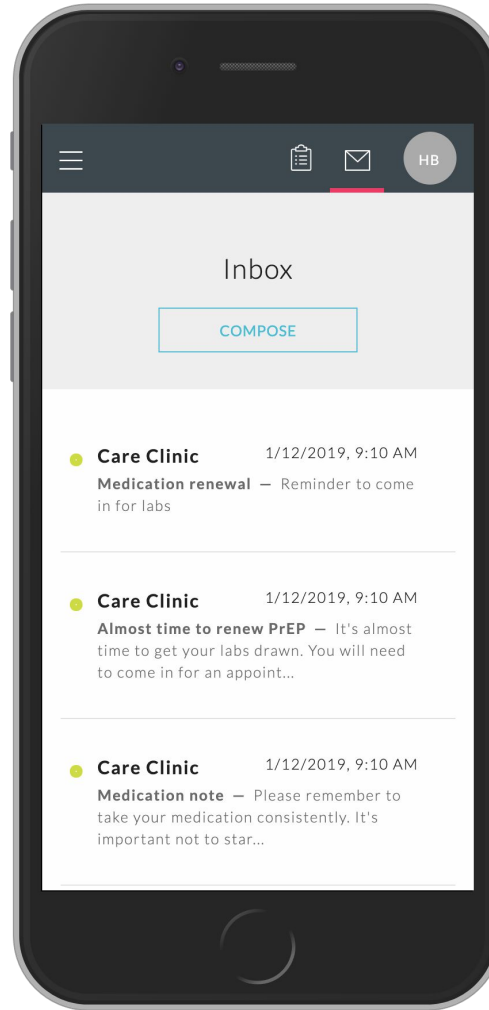 HB
Inbox
COMPOSE
Care Clinic 1/12/2019, 9:10 AM
Medication renewal — Reminder to come
in for labs
Care Clinic 1/12/2019, 9:10 AM
Almost time to renew PrEP — It's almost
time to get your labs drawn. You will need
to come in for an appoint...
Care Clinic 1/12/2019, 9:10 AM
Medication note — Please remember to
take your medication consistently. It's
important not to star...